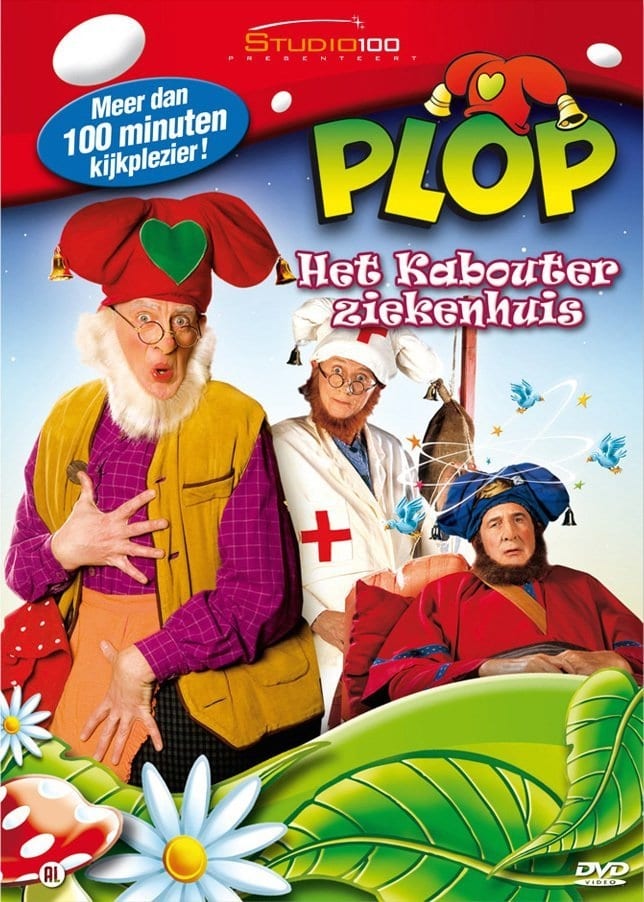 STUDIO100
PRESENTEERT
Meer dan
100 minuten
kijkplezier!
PLOP
Het Kabouter
ziekenhuis
AL
DVD
VIDEO